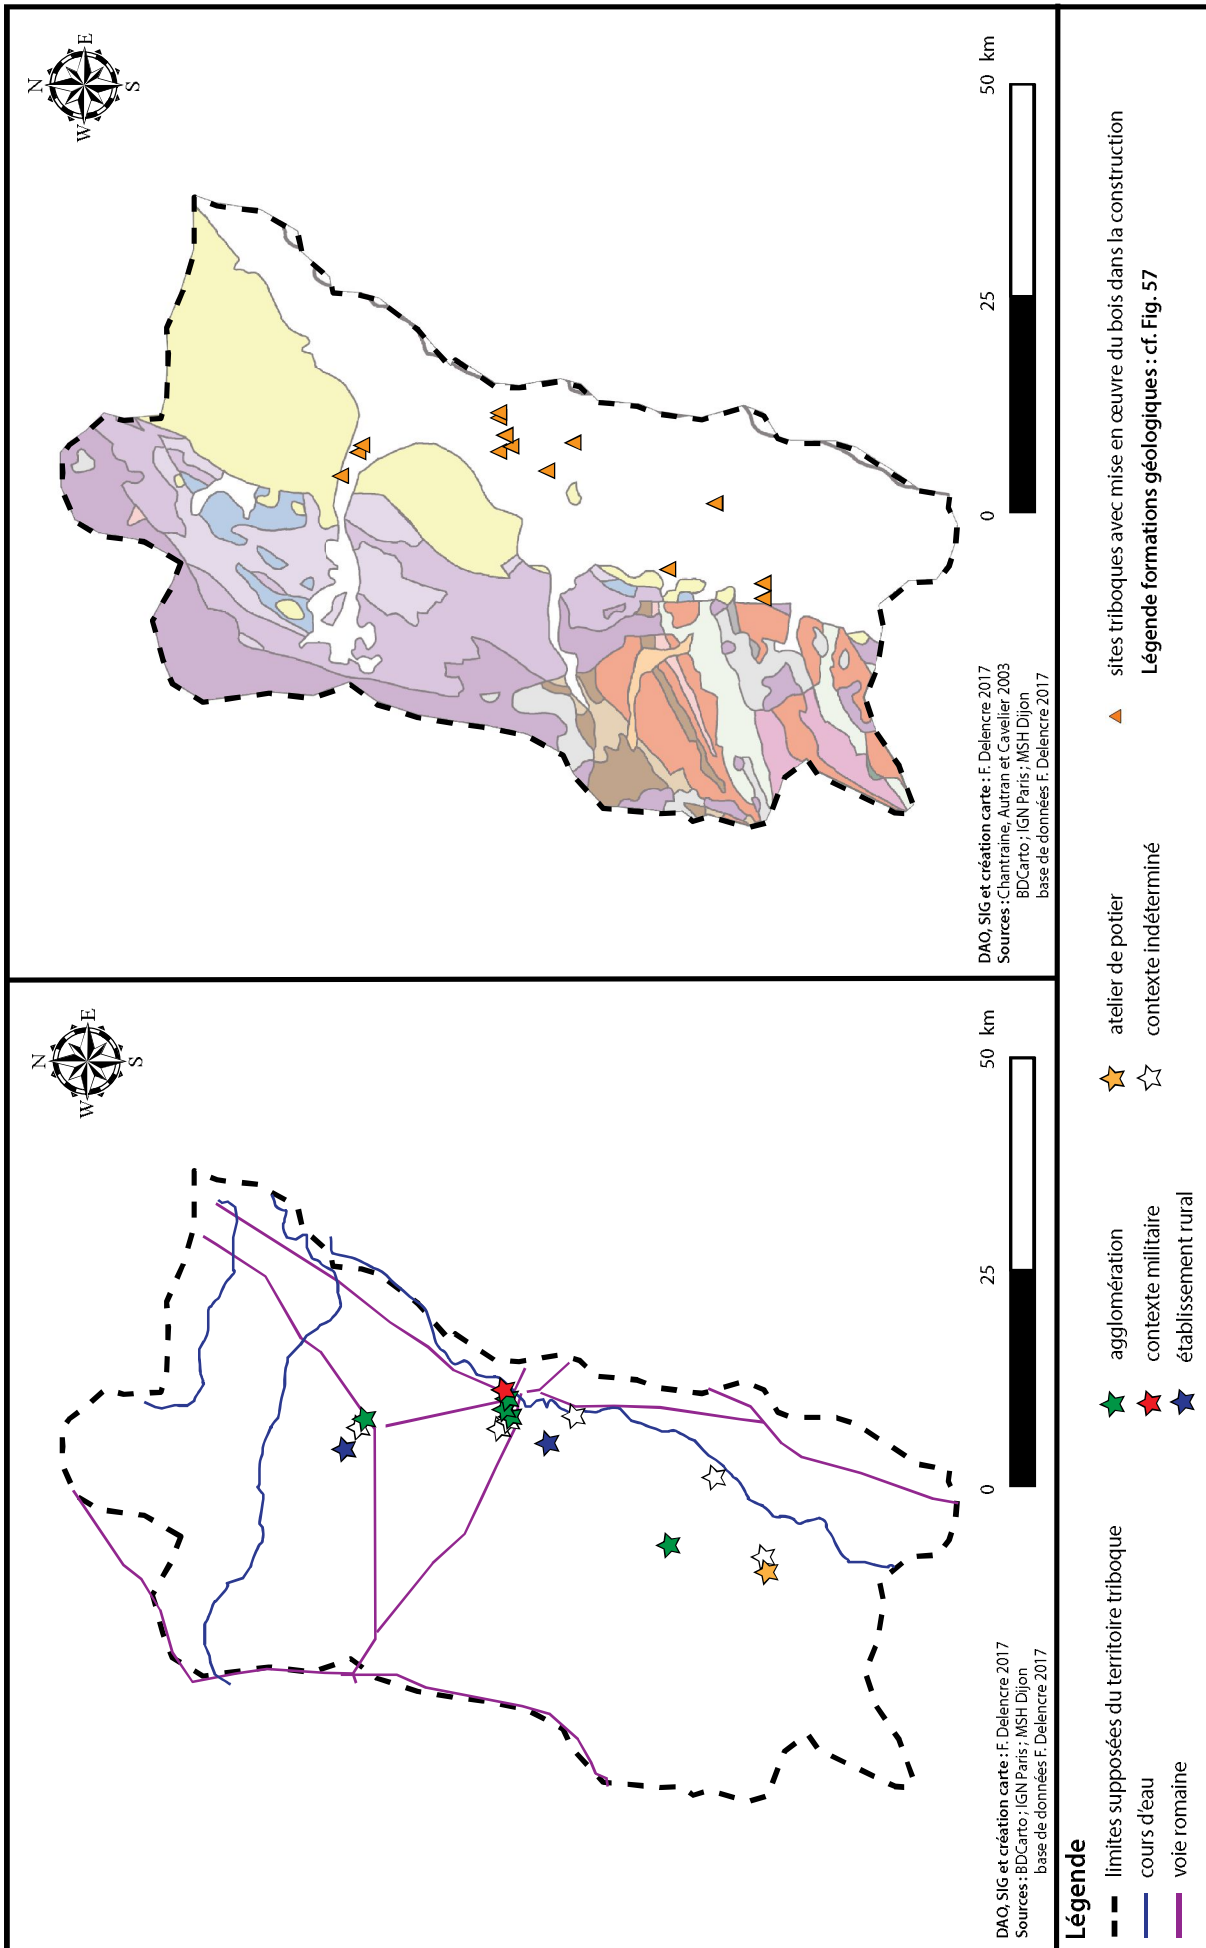 N
E
S
W
0
25
50
km
DAO, SIG et création carte : F. Delencre 2017
Sources : BDCarto ; IGN Paris ; MSH Dijon
base de données F. Delencre 2017
N
E
S
W
0
25
50
km
DAO, SIG et création carte : F. Delencre 2017
Sources : Chantraine, Autran et Cavelier 2003
BDCarto ; IGN Paris ; MSH Dijon
base de données F. Delencre 2017
Légende
limites supposées du territoire triboque
cours d'eau
voie romaine
agglomération
contexte militaire
établissement rural
atelier de potier
contexte indéterminé
sites triboques avec mise en œuvre du bois dans la construction
Légende formations géologiques : cf. Fig. 57